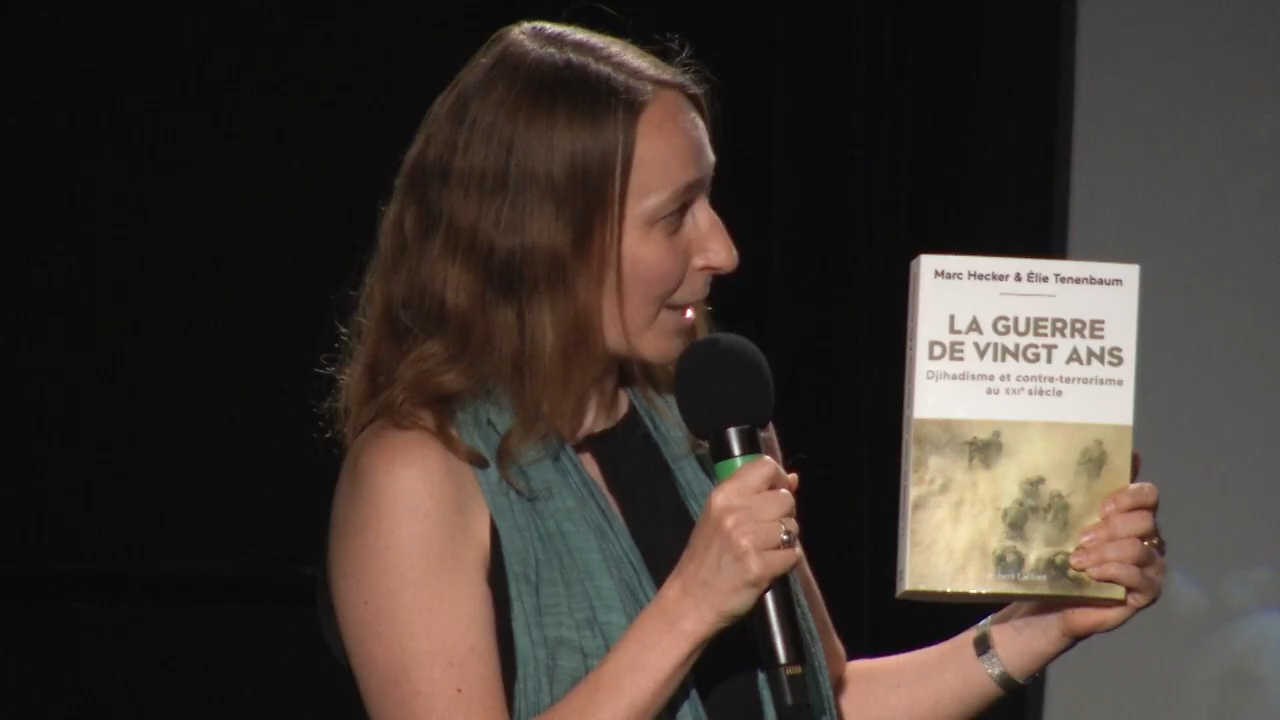 Marc Hecker & Élie Tenenbaum
LA GUERRE
DE VINGT ANS
Djihadisme et contre-terrorisme
au XXIᵉ siècle
Robert Laffont